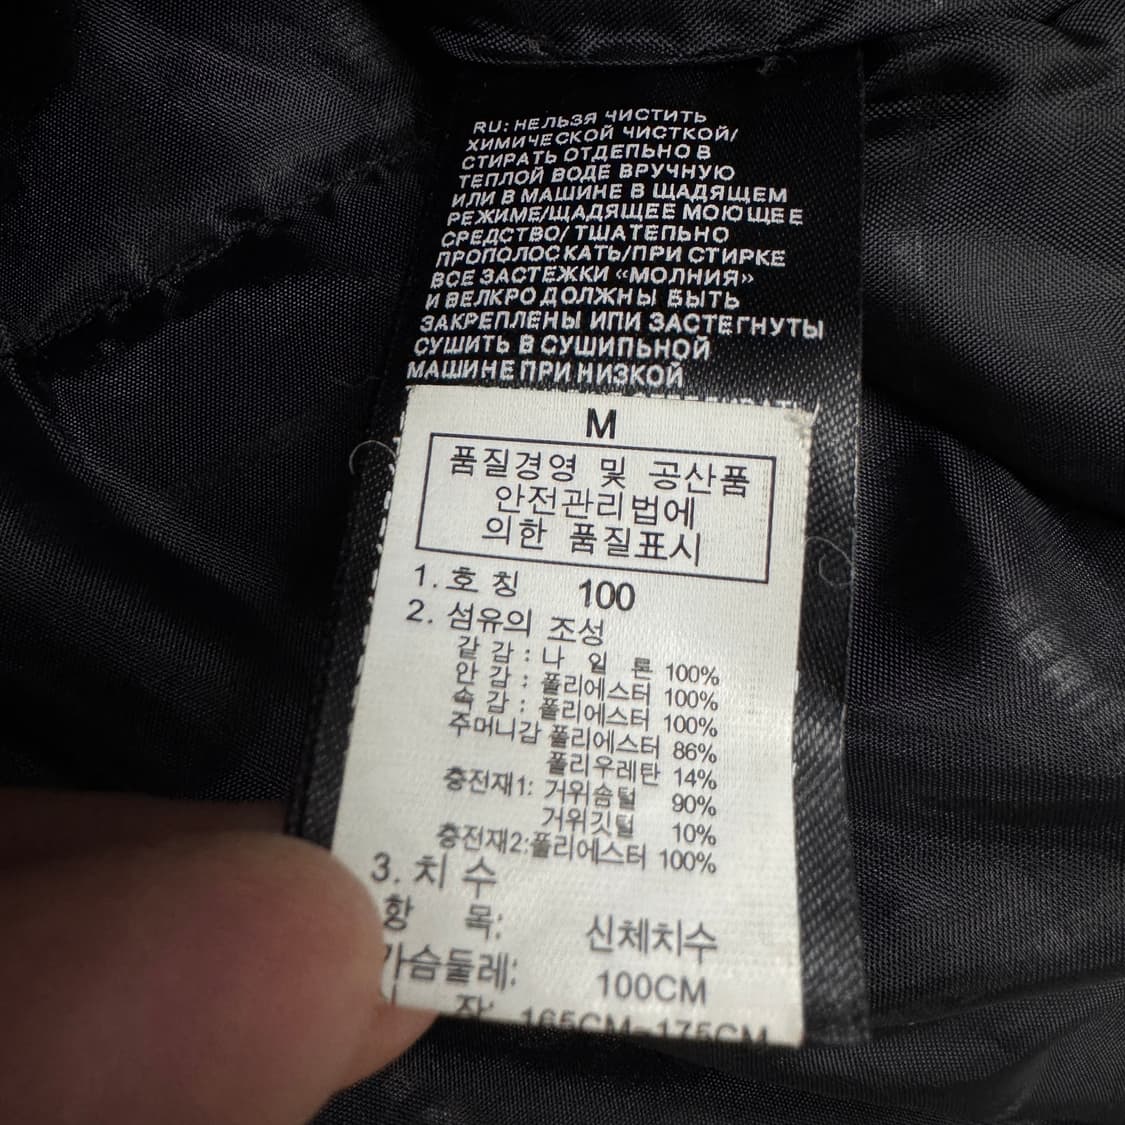 RU: НЕЛЬЗЯ ЧИСТИТЬ
ХИМИЧЕСКОЙ ЧИСТКОЙ/
СТИРАТЬ ОТДЕПЬНО В
ТЕПЛОЙ ВОДЕ ВРУЧНУЮ
ИЛИ В МАШИНЕ В ЩАДЯЩЕМ
РЕЖИМЕ/ЩАДЯЩЕЕ МОЮЩЕЕ
СРЕДСТВО/ ТШАТЕПЬНО
ПРОПОЛОСКАТЬ/ПРИ СТИРКЕ
ВСЕ ЗАСТЕЖКИ «МОЛНИЯ»
И ВЕЛКРО ДОЛЖНЫ БЫТЬ
ЗАКРЕПЛЕНЫ ИПИ ЗАСТЕГНУТЫ
СУШИТЬ В СУШИПЬНОЙ
МАШИНЕ ПРИ НИЗКОЙ
M
품질경영 및 공산품
안전관리법에
의한 품질표시
1. 호 칭 100
2. 섬유의 조성
겉 감 : 나 일 론 100%
안 감 : 폴리에스터 100%
속 감 : 폴리에스터 100%
주머니감 폴리에스터 86%
폴리우레탄 14%
충전재1: 거위솜털 90%
거위깃털 10%
충전재2:폴리에스터 100%
3. 치 수
항 목: 신체치수
가슴둘레: 100CM
장: 165CM~175CM